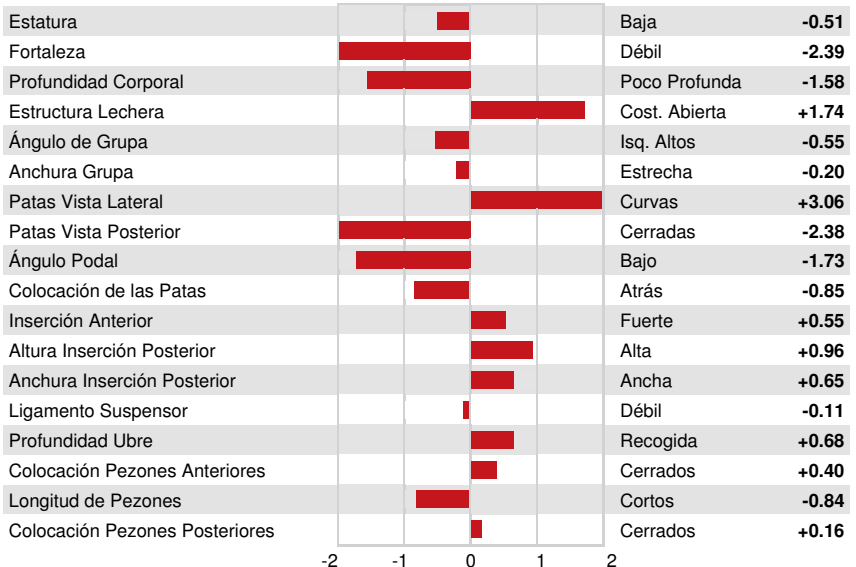 Estatura Baja -0.51
Fortaleza Débil -2.39
Profundidad Corporal Poco Profunda -1.58
Estructura Lechera Cost. Abierta +1.74
Ángulo de Grupa Isq. Altos -0.55
Anchura Grupa Estrecha -0.20
Patas Vista Lateral Curvas +3.06
Patas Vista Posterior Cerradas -2.38
Ángulo Podal Bajo -1.73
Colocación de las Patas Atrás -0.85
Inserción Anterior Fuerte +0.55
Altura Inserción Posterior Alta +0.96
Anchura Inserción Posterior Ancha +0.65
Ligamento Suspensor Débil -0.11
Profundidad Ubre Recogida +0.68
Colocación Pezones Anteriores Cerrados +0.40
Longitud de Pezones Cortos -0.84
Colocación Pezones Posteriores Cerrados +0.16
-2 -1 0 1 2